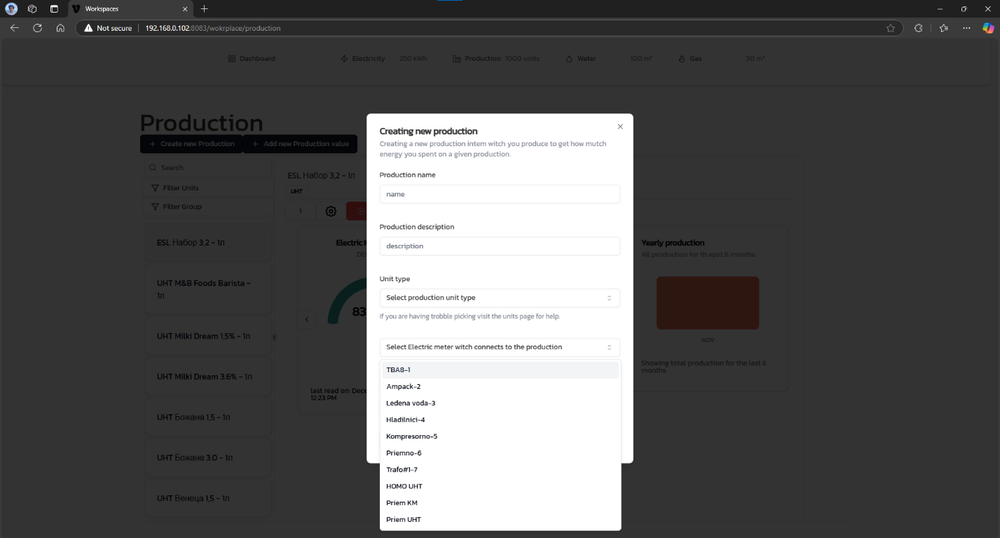 Workspaces
Not secure 192.168.0.102:8083/wokrplace/production
Dashboard Electricity 250 kWh Production 1000 units Water 100 m³ Gas 50 m³
Production
+ Create new Production + Add new Production value
Search
Filter Units
Filter Group
ESL Набор 3,2 - 1л
UHT M&B Foods Barista -
1л
UHT Milki Dream 1,5% - 1л
UHT Milki Dream 3.6% - 1л
UHT Божана 1,5 - 1л
UHT Божана 3.0 - 1л
UHT Венеца 1,5 - 1л
ESL Набор 3,2 - 1л
UHT
i
Electric
83
last read on: Dece
12:23 PM
Creating new production
Creating a new production intem witch you produce to get how mutch
energy you spent on a given production.
Production name
name
Production description
description
Unit type
Select production unit type
If you are having trobble picking visit the units page for help.
Select Electric meter witch connects to the production
TBA8-1
Ampack-2
Ledena voda-3
Hladilnici-4
Kompresorno-5
Priemno-6
Trafo#1-7
HOMO UHT
Priem KM
Priem UHT
Yearly production
All production for th epst 6 months.
NOV
Showing total production for the last 6
months